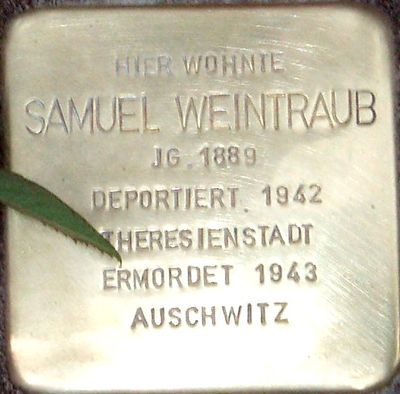 HIER WOHNTE
SAMUEL WEINTRAUB
JG. 1889
DEPORTIERT 1942
THERESIENSTADT
ERMORDET 1943
AUSCHWITZ